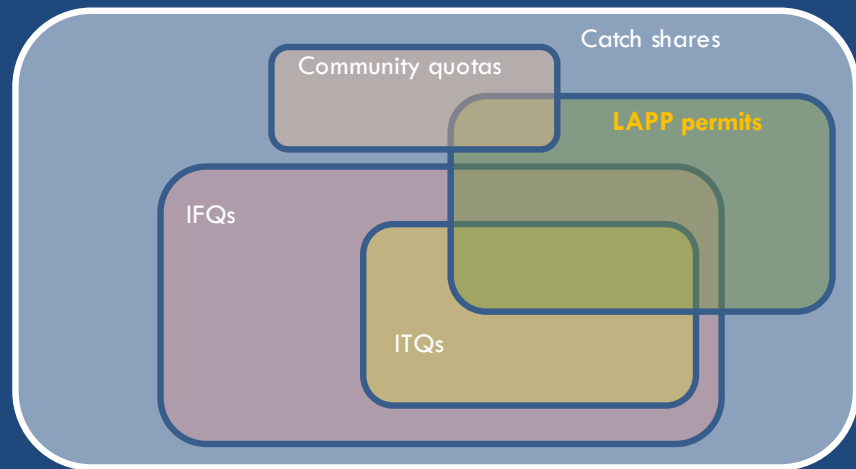 Catch shares
Community quotas
LAPP permits
IFQs
ITQs